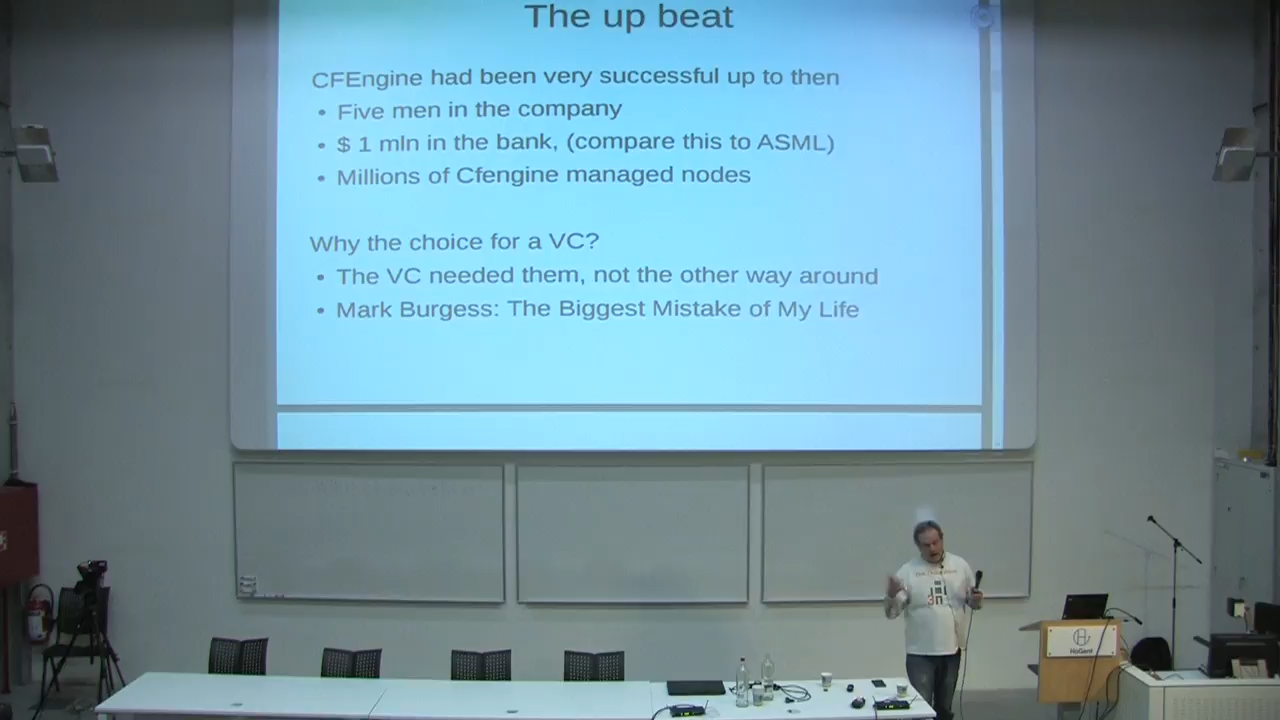 The up beat
CFEngine had been very successful up to then
• Five men in the company
• $ 1 mln in the bank, (compare this to ASML)
• Millions of Cfengine managed nodes
Why the choice for a VC?
• The VC needed them, not the other way around
• Mark Burgess: The Biggest Mistake of My Life
HoGent